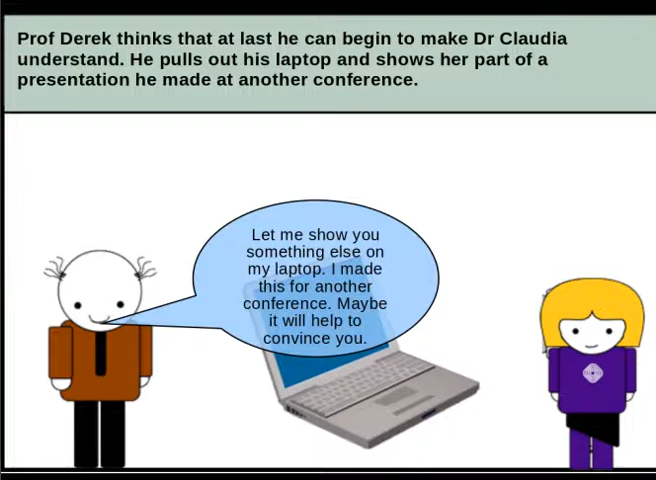 Prof Derek thinks that at last he can begin to make Dr Claudia
understand. He pulls out his laptop and shows her part of a
presentation he made at another conference.
Let me show you
something else on
my laptop. I made
this for another
conference. Maybe
it will help to
convince you.